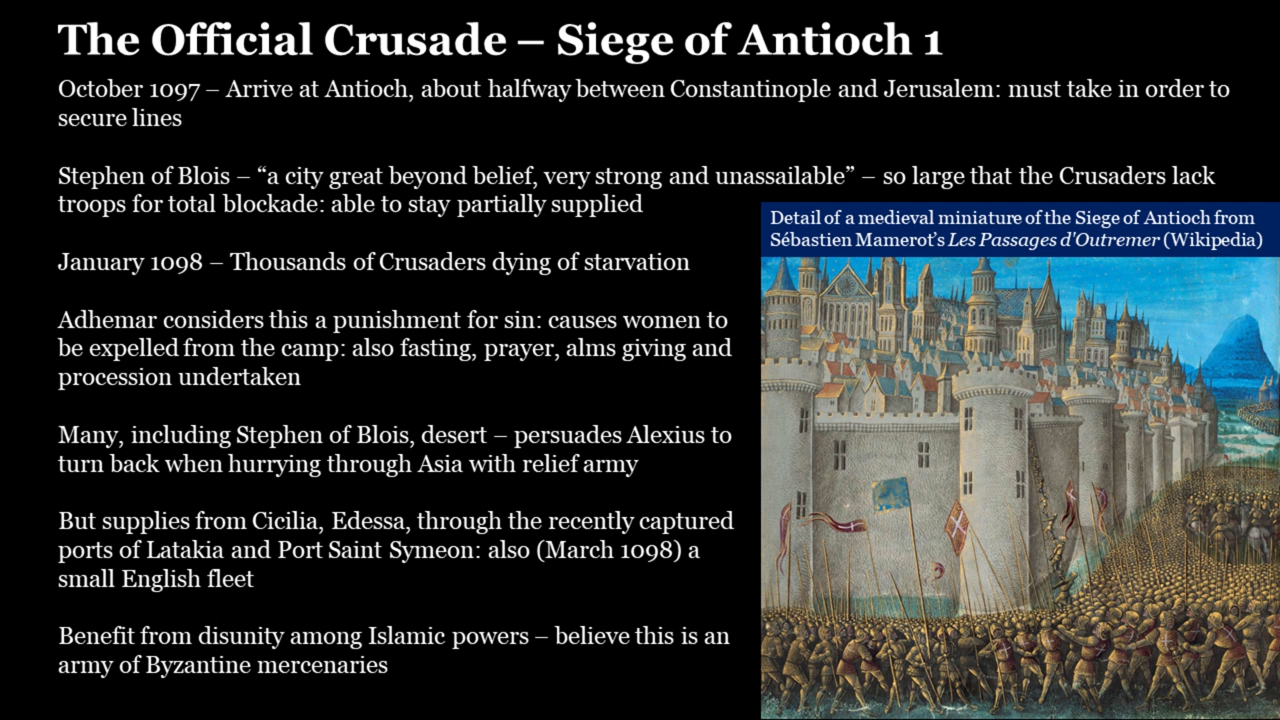 The Official Crusade – Siege of Antioch 1
October 1097 – Arrive at Antioch, about halfway between Constantinople and Jerusalem: must take in order to
secure lines
Stephen of Blois – “a city great beyond belief, very strong and unassailable” – so large that the Crusaders lack
troops for total blockade: able to stay partially supplied
January 1098 – Thousands of Crusaders dying of starvation
Adhemar considers this a punishment for sin: causes women to
be expelled from the camp: also fasting, prayer, alms giving and
procession undertaken
Many, including Stephen of Blois, desert – persuades Alexius to
turn back when hurrying through Asia with relief army
But supplies from Cicilia, Edessa, through the recently captured
ports of Latakia and Port Saint Symeon: also (March 1098) a
small English fleet
Benefit from disunity among Islamic powers – believe this is an
army of Byzantine mercenaries
Detail of a medieval miniature of the Siege of Antioch from
Sébastien Mamerot’s Les Passages d'Outremer (Wikipedia)